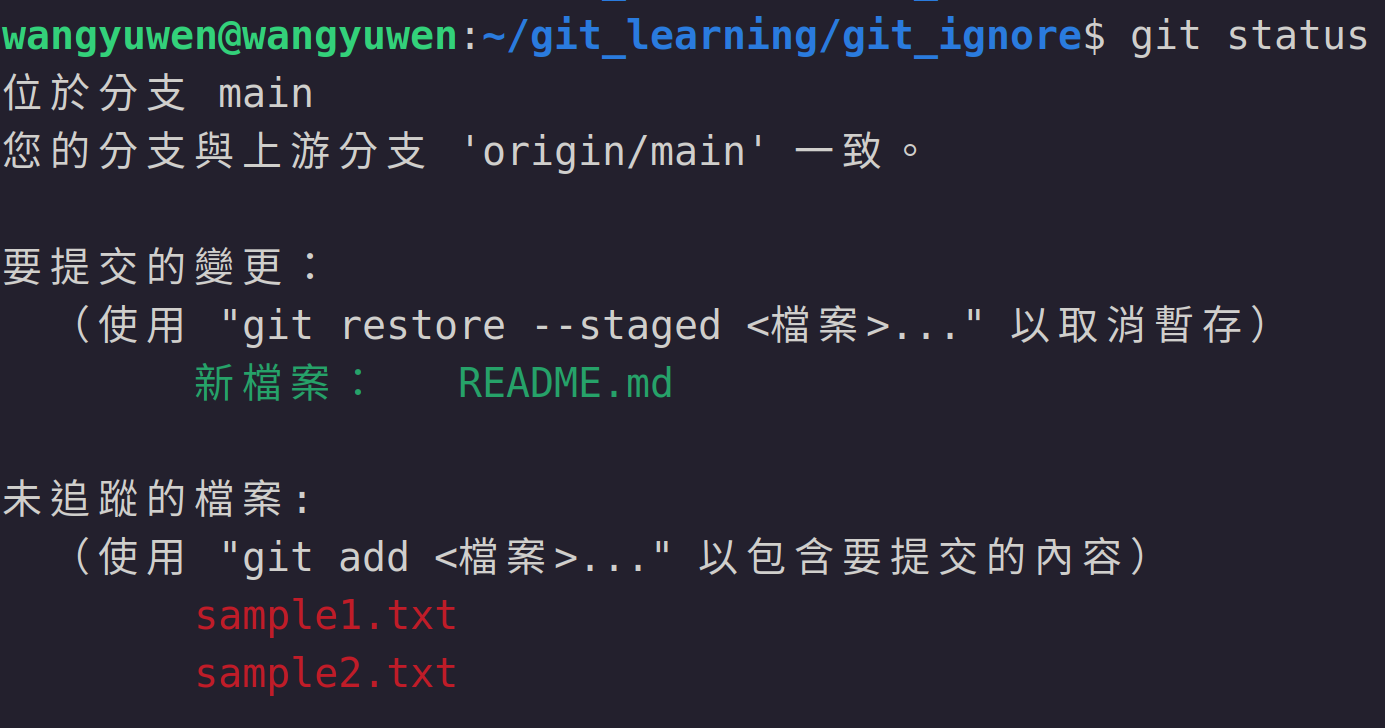 wangyuwen@wangyuwen:~/git_learning/git_ignore$ git status
位於分支 main
您的分支與上游分支 'origin/main' 一致。
要提交的變更：
（使用 "git restore --staged <檔案>..." 以取消暫存）
新檔案： README.md
未追蹤的檔案:
（使用 "git add <檔案>..." 以包含要提交的內容）
sample1.txt
sample2.txt